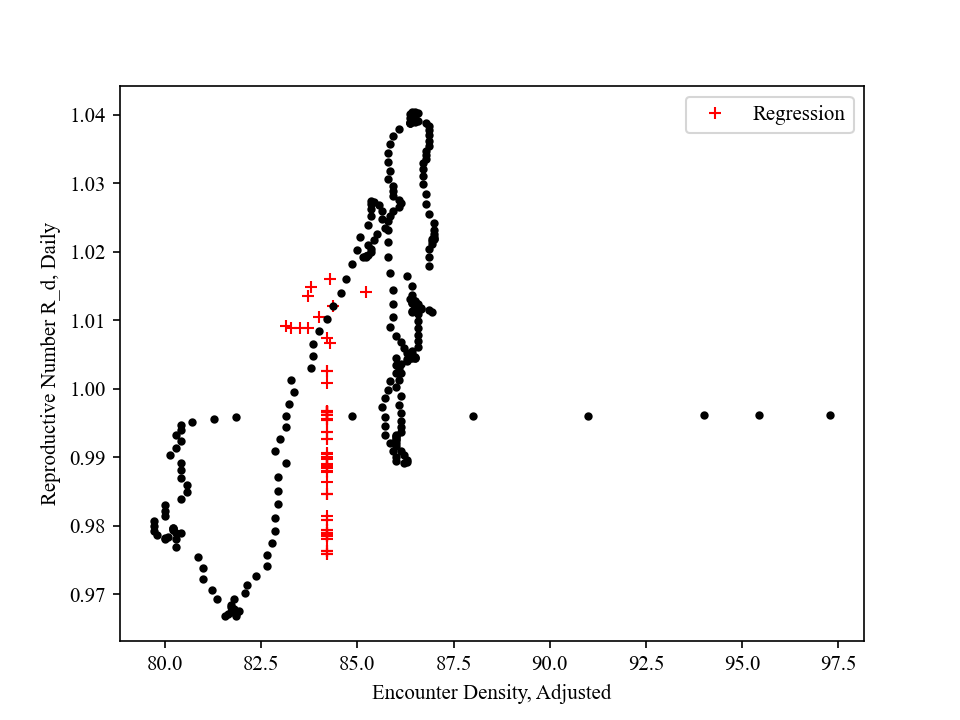 Regression
1.04
1.03
1.02
1.01
1.00
0.99
0.98
0.97
Reproductive Number R_d, Daily
80.0 82.5 85.0 87.5 90.0 92.5 95.0 97.5
Encounter Density, Adjusted